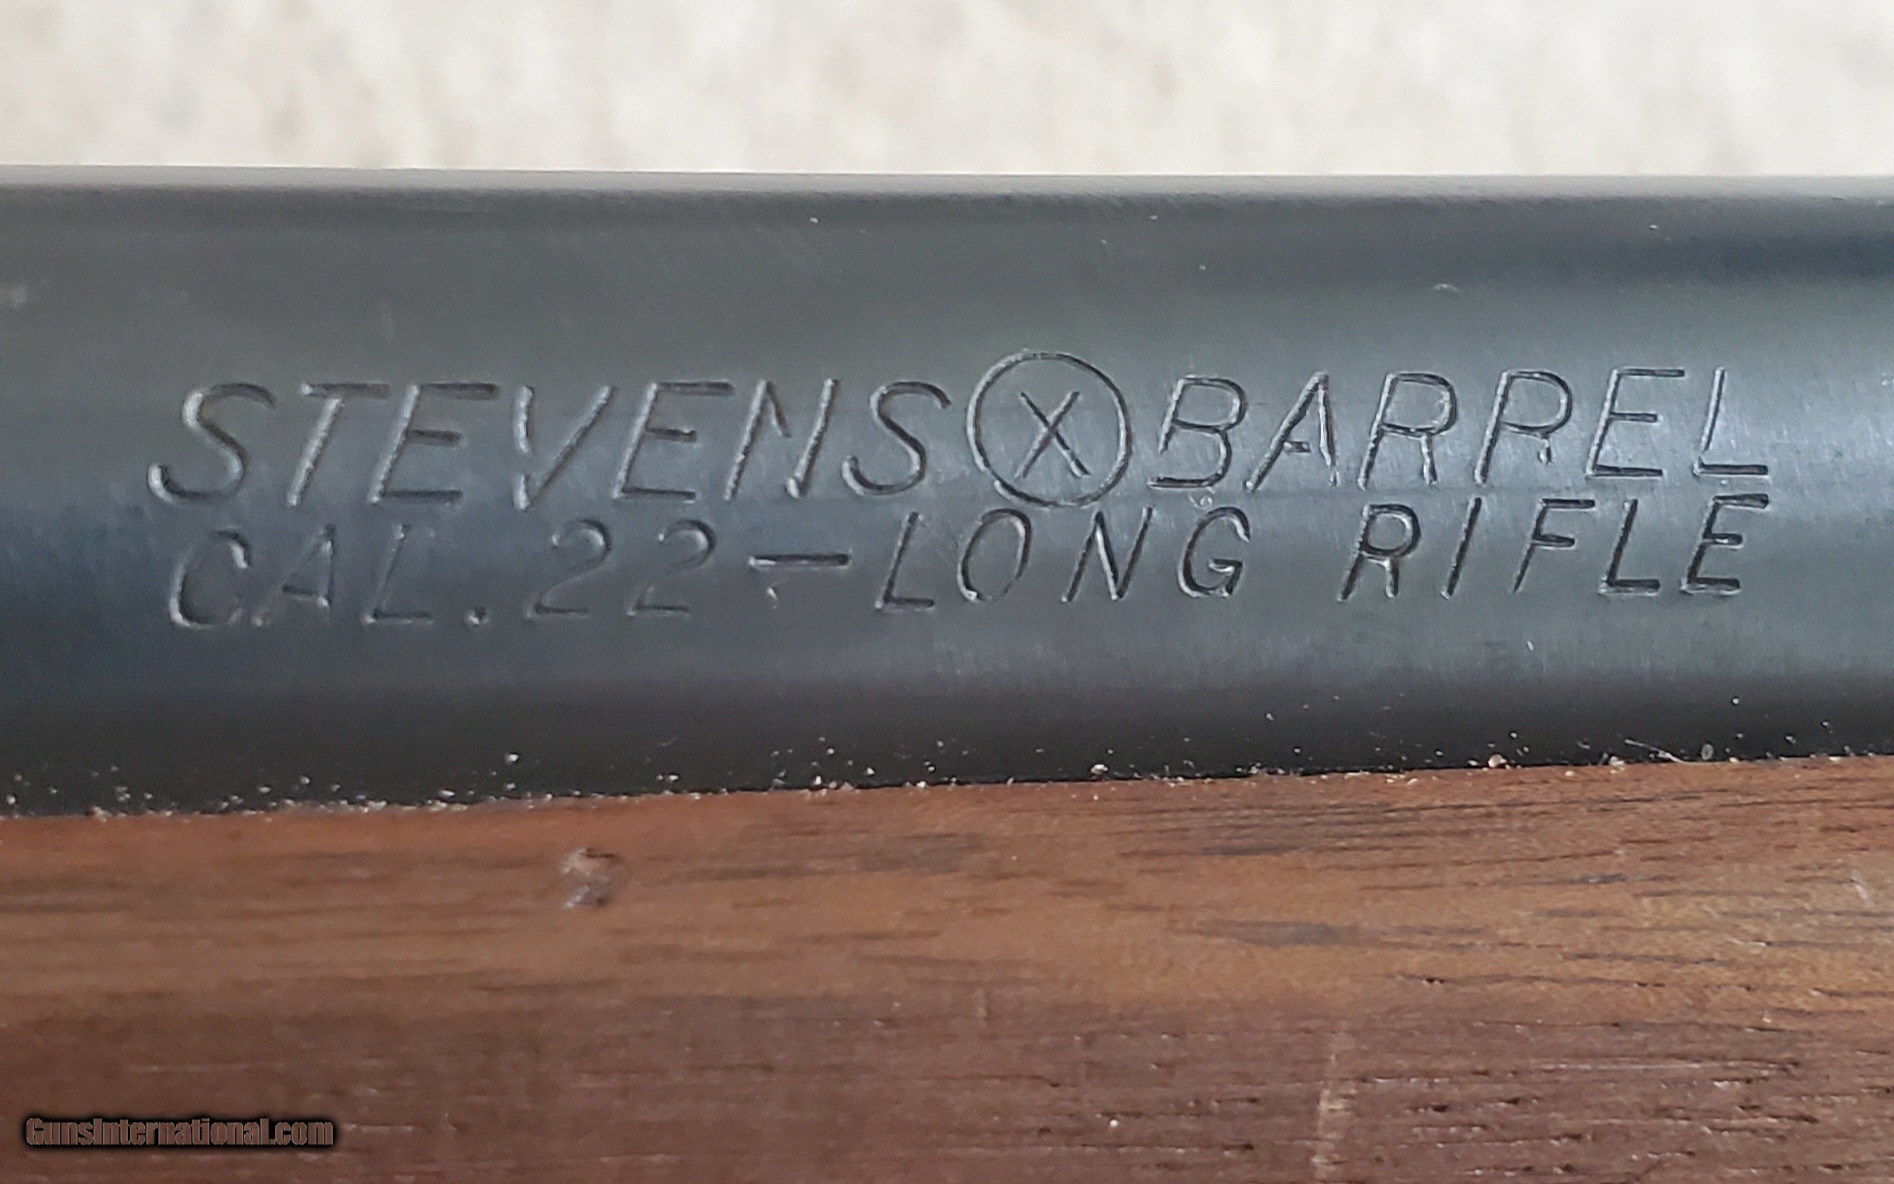 STEVENS Ⓧ BARREL
CAL. 22-LONG RIFLE
GunsInternational.com